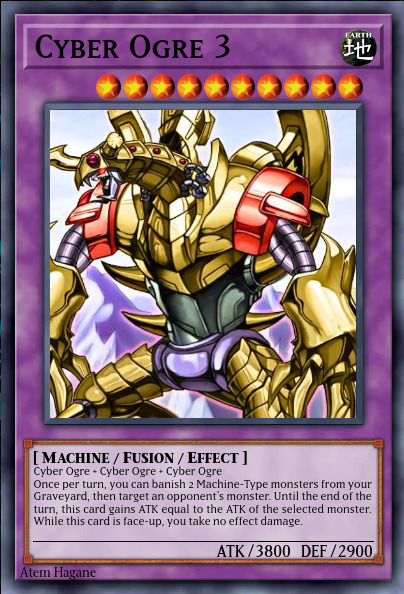 Cyber Ogre 3
EARTH
地
[ Machine / Fusion / Effect ]
Cyber Ogre + Cyber Ogre + Cyber Ogre
Once per turn, you can banish 2 Machine-Type monsters from your
Graveyard, then target an opponent's monster. Until the end of the
turn, this card gains ATK equal to the ATK of the selected monster.
While this card is face-up, you take no effect damage.
ATK/3800 DEF/2900
Atem Hagane